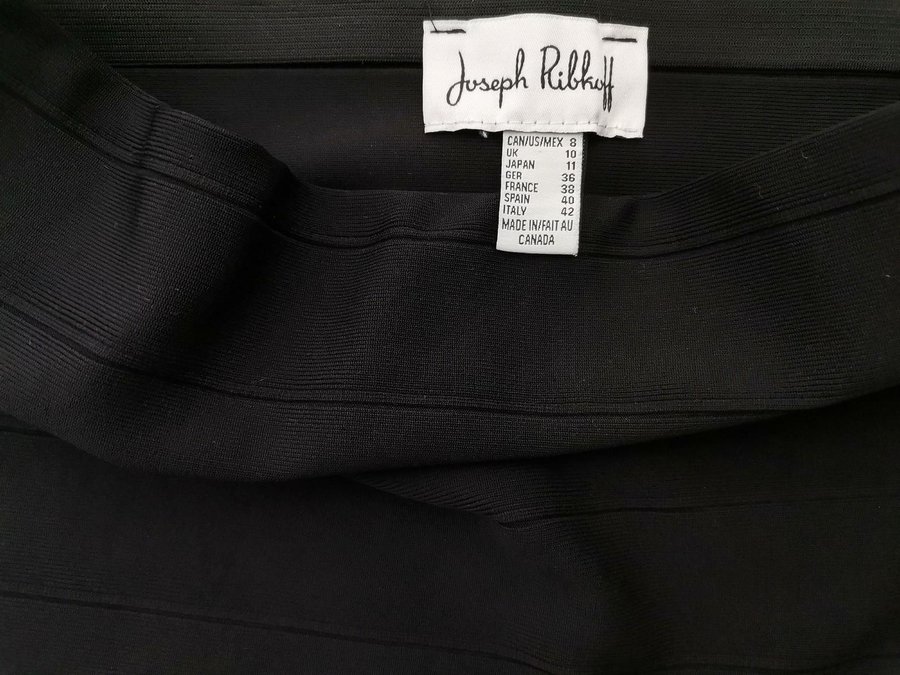 Joseph Ribkoff
CAN/US/MEX 8
UK 10
JAPAN 11
GER 36
FRANCE 38
SPAIN 40
ITALY 42
MADE IN/FAIT AU
CANADA